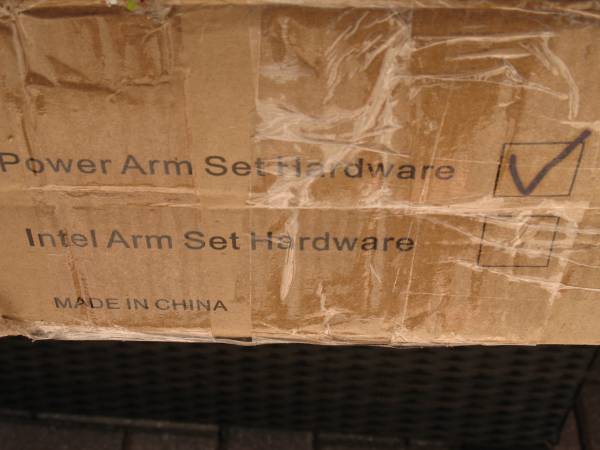 Power Arm Set Hardware
Intel Arm Set Hardware
MADE IN CHINA